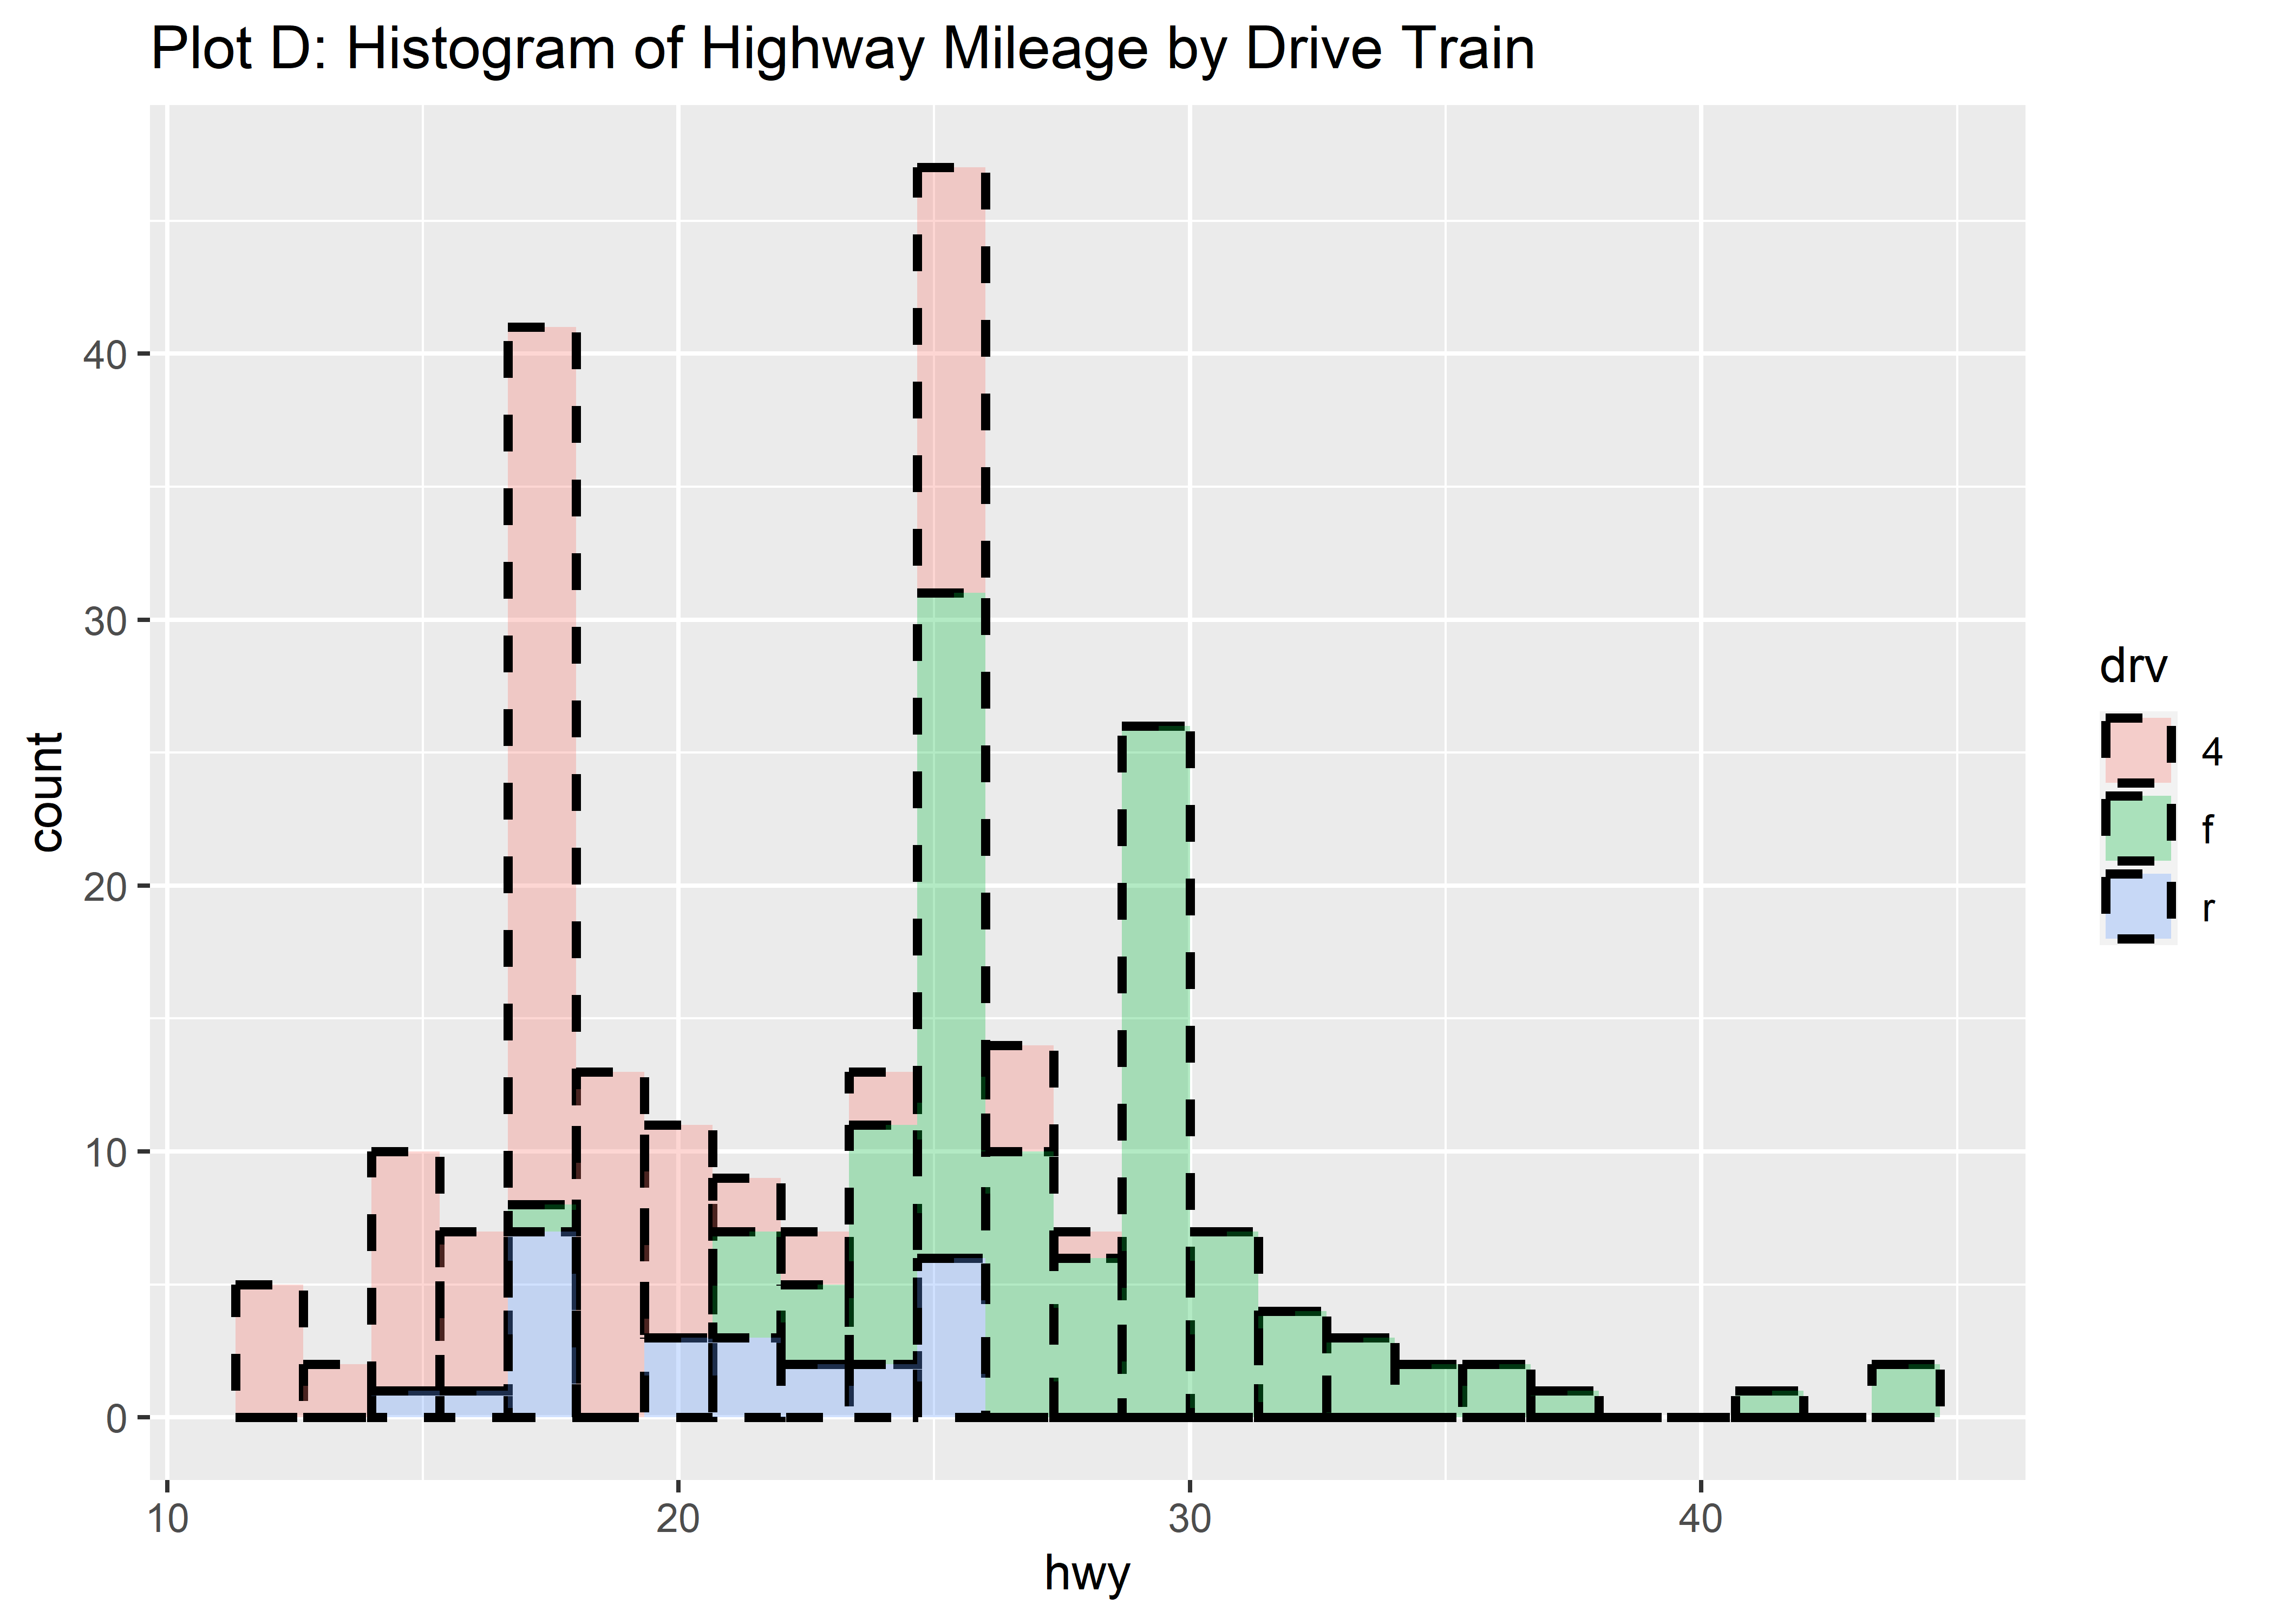 Plot D: Histogram of Highway Mileage by Drive Train
40
30
20
10
0
count
10 20 30 40
hwy
drv
4
f
r